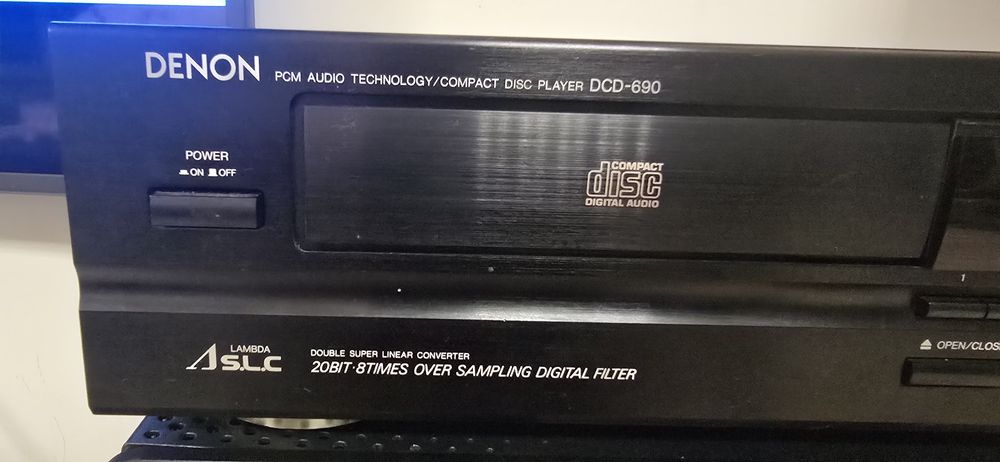 DENON PCM AUDIO TECHNOLOGY/COMPACT DISC PLAYER DCD-690
POWER
ON OFF
COMPACT
disc
DIGITAL AUDIO
1
OPEN/CLOS
LAMBDA
S.L.C
DOUBLE SUPER LINEAR CONVERTER
20BIT·8TIMES OVER SAMPLING DIGITAL FILTER